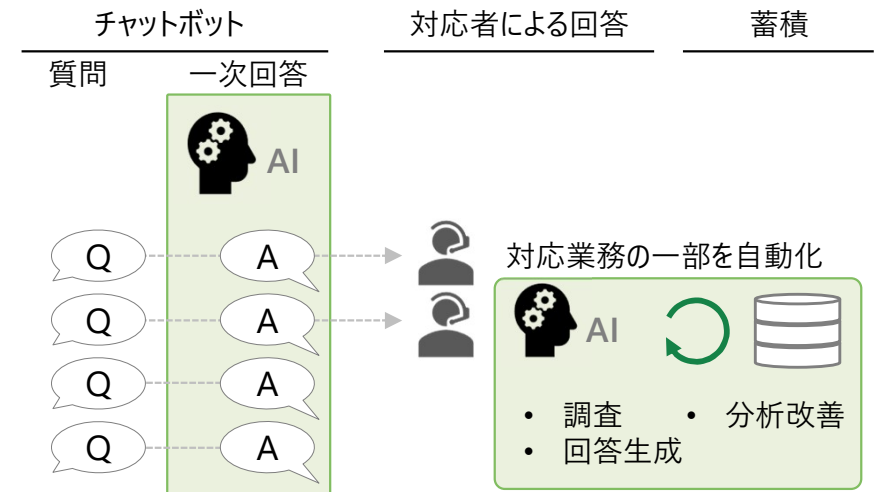 チャットボット
対応者による回答
蓄積
質問
一次回答
AI
Q
A
対応業務の一部を自動化
Q
A
AI
Q
A
• 調査
• 分析改善
• 回答生成
Q
A